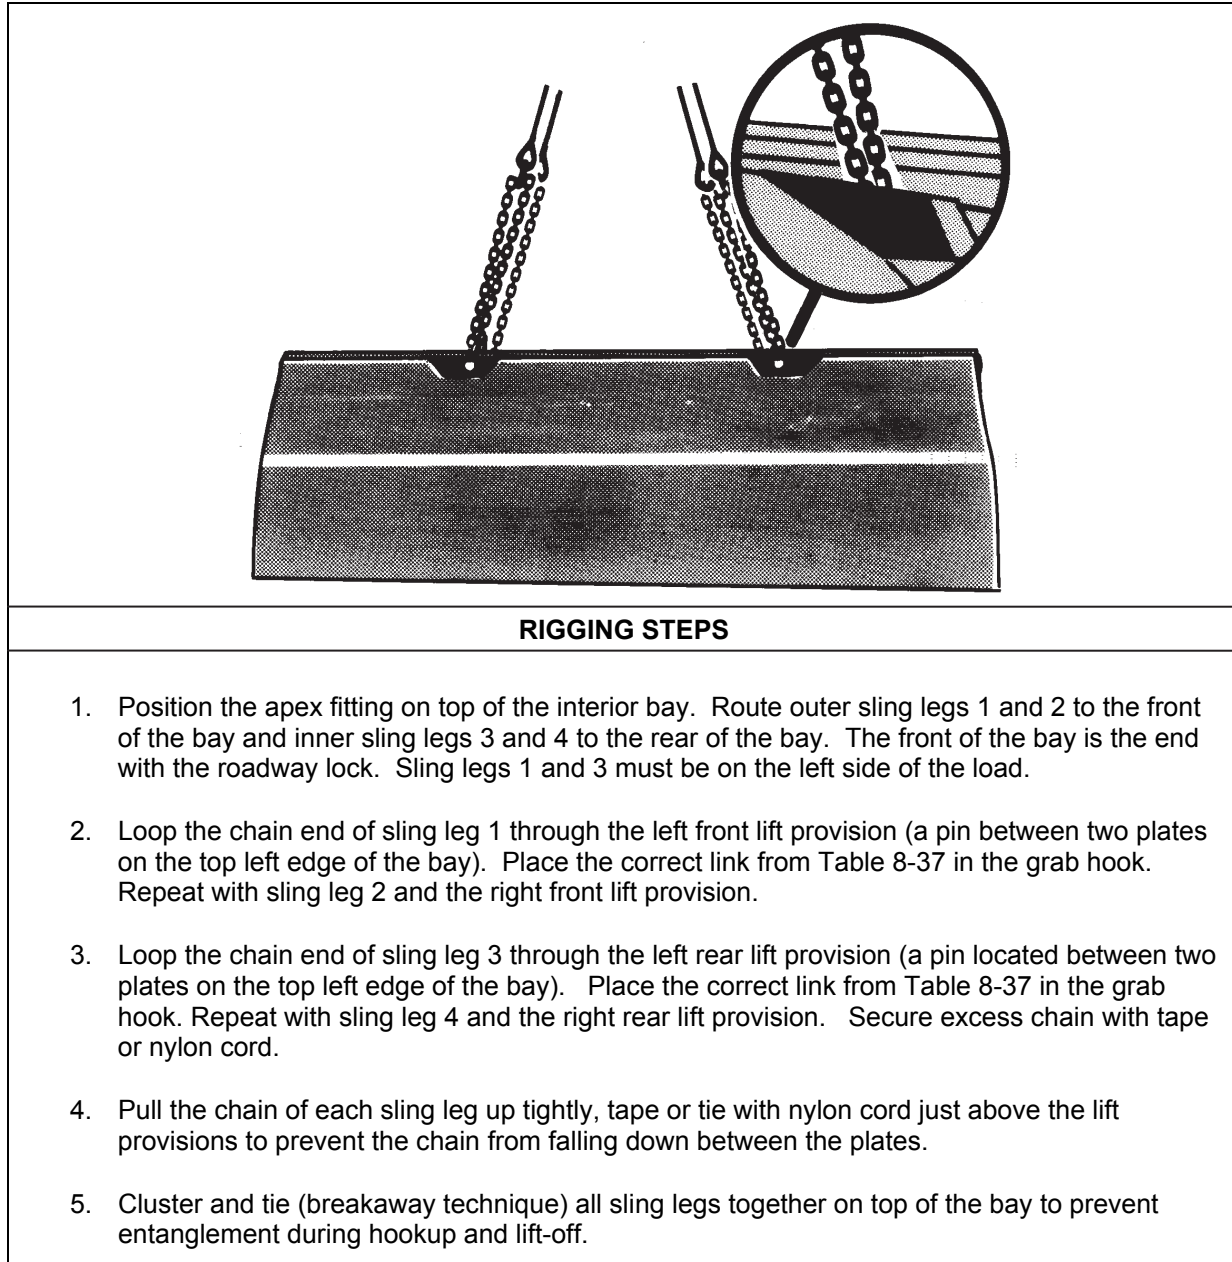 RIGGING STEPS
1. Position the apex fitting on top of the interior bay. Route outer sling legs 1 and 2 to the front
of the bay and inner sling legs 3 and 4 to the rear of the bay. The front of the bay is the end
with the roadway lock. Sling legs 1 and 3 must be on the left side of the load.
2. Loop the chain end of sling leg 1 through the left front lift provision (a pin between two plates
on the top left edge of the bay). Place the correct link from Table 8-37 in the grab hook.
Repeat with sling leg 2 and the right front lift provision.
3. Loop the chain end of sling leg 3 through the left rear lift provision (a pin located between two
plates on the top left edge of the bay). Place the correct link from Table 8-37 in the grab
hook. Repeat with sling leg 4 and the right rear lift provision. Secure excess chain with tape
or nylon cord.
4. Pull the chain of each sling leg up tightly, tape or tie with nylon cord just above the lift
provisions to prevent the chain from falling down between the plates.
5. Cluster and tie (breakaway technique) all sling legs together on top of the bay to prevent
entanglement during hookup and lift-off.